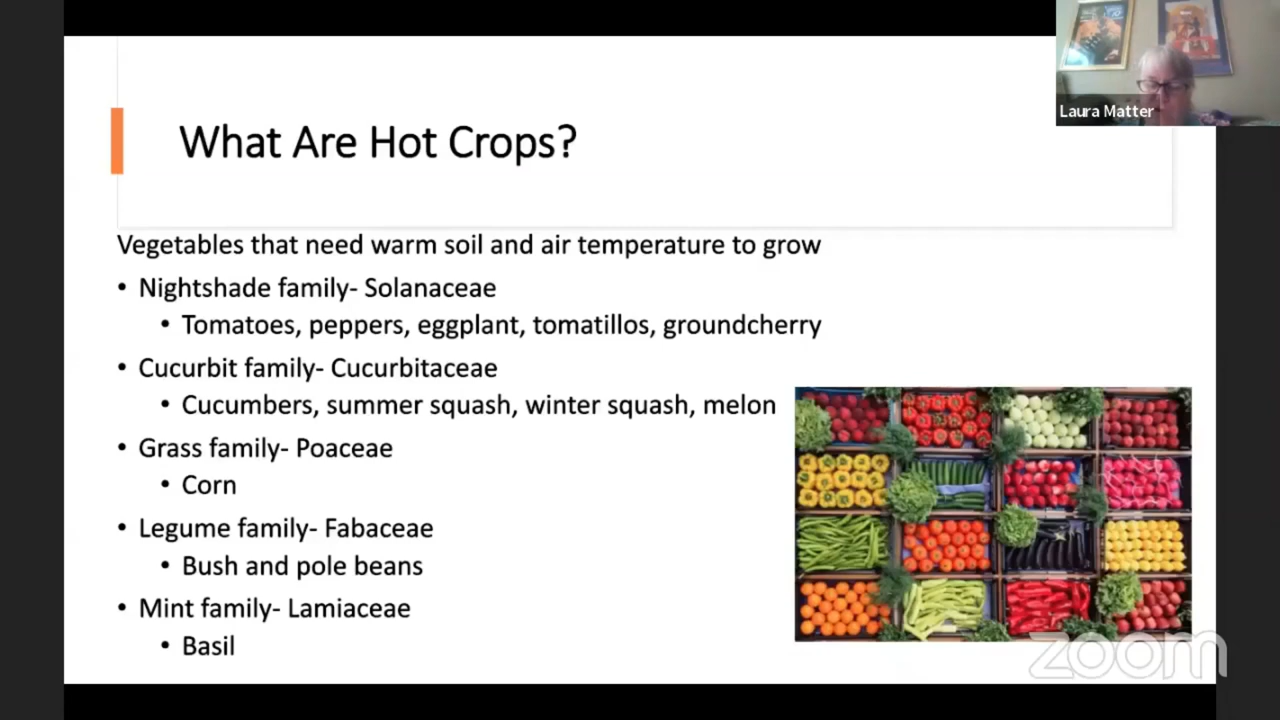 Laura Matter
What Are Hot Crops?
Vegetables that need warm soil and air temperature to grow
• Nightshade family- Solanaceae
• Tomatoes, peppers, eggplant, tomatillos, groundcherry
• Cucurbit family- Cucurbitaceae
• Cucumbers, summer squash, winter squash, melon
• Grass family- Poaceae
• Corn
• Legume family- Fabaceae
• Bush and pole beans
• Mint family- Lamiaceae
• Basil
zoom